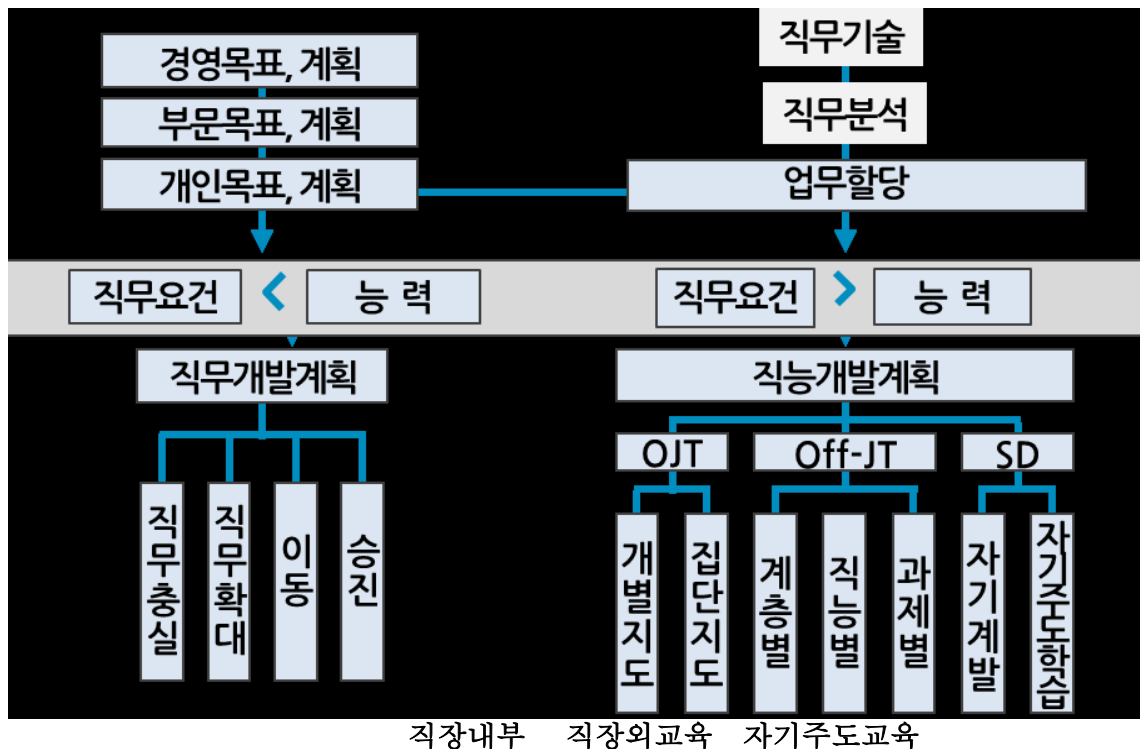 경영목표, 계획
부문목표, 계획
개인목표, 계획
직무기술
직무분석
업무할당
직무요건 < 능 력
직무요건 > 능 력
직무개발계획
직무충실
직무확대
이동
승진
직능개발계획
OJT
Off-JT
SD
개별지도
집단지도
계층별
직능별
과제별
자기계발
자기주도학습
직장내부 직장외교육 자기주도교육